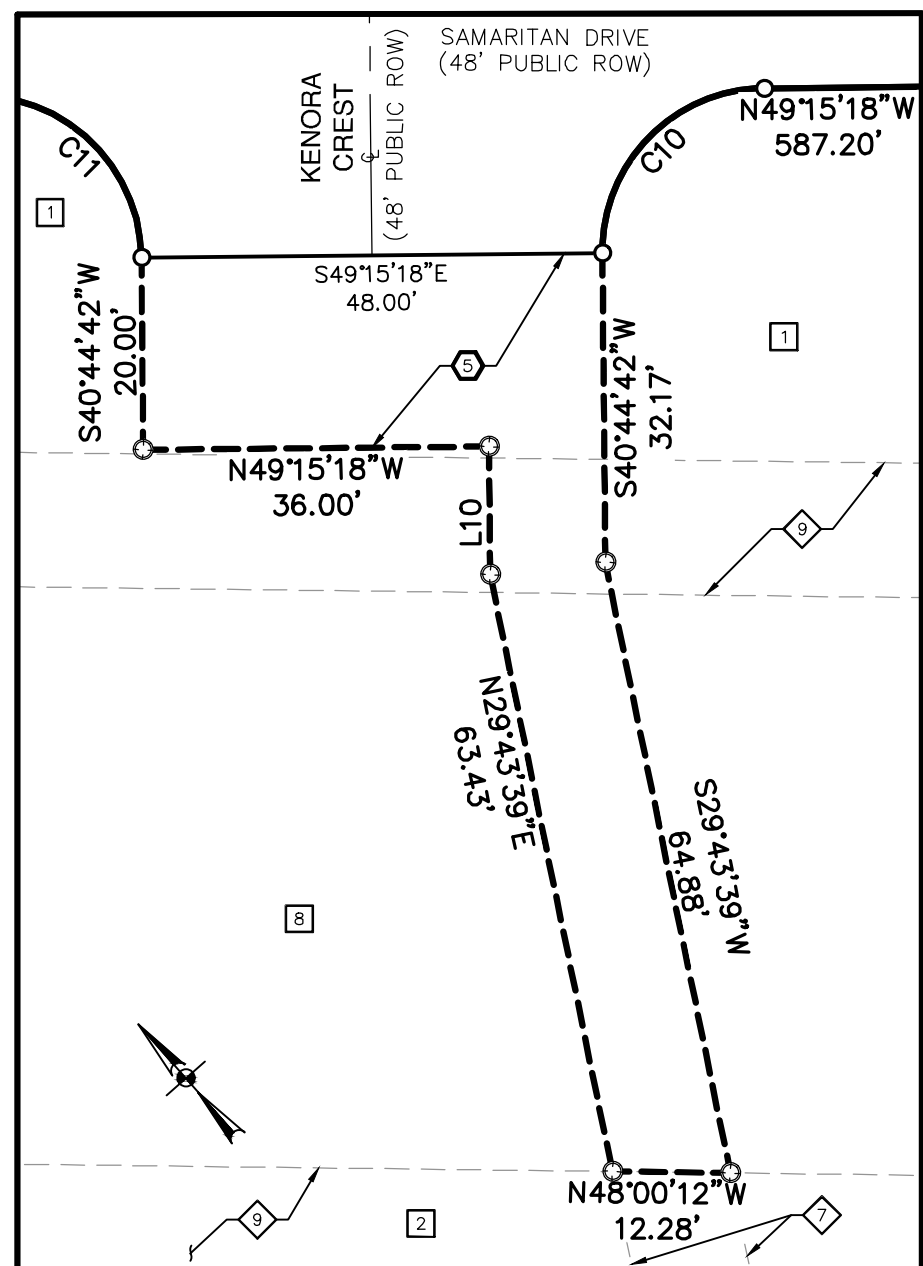 SAMARITAN DRIVE
(48' PUBLIC ROW)
KENORA
CREST
℄
(48' PUBLIC ROW)
N49°15'18"W
587.20'
C11
C10
1
S49°15'18"E
48.00'
S40°44'42"W
20.00'
5
S40°44'42"W
32.17'
1
N49°15'18"W
36.00'
L10
9
N29°43'39"E
63.43'
S29°43'39"W
64.88'
8
N48°00'12"W
12.28'
9
2
7